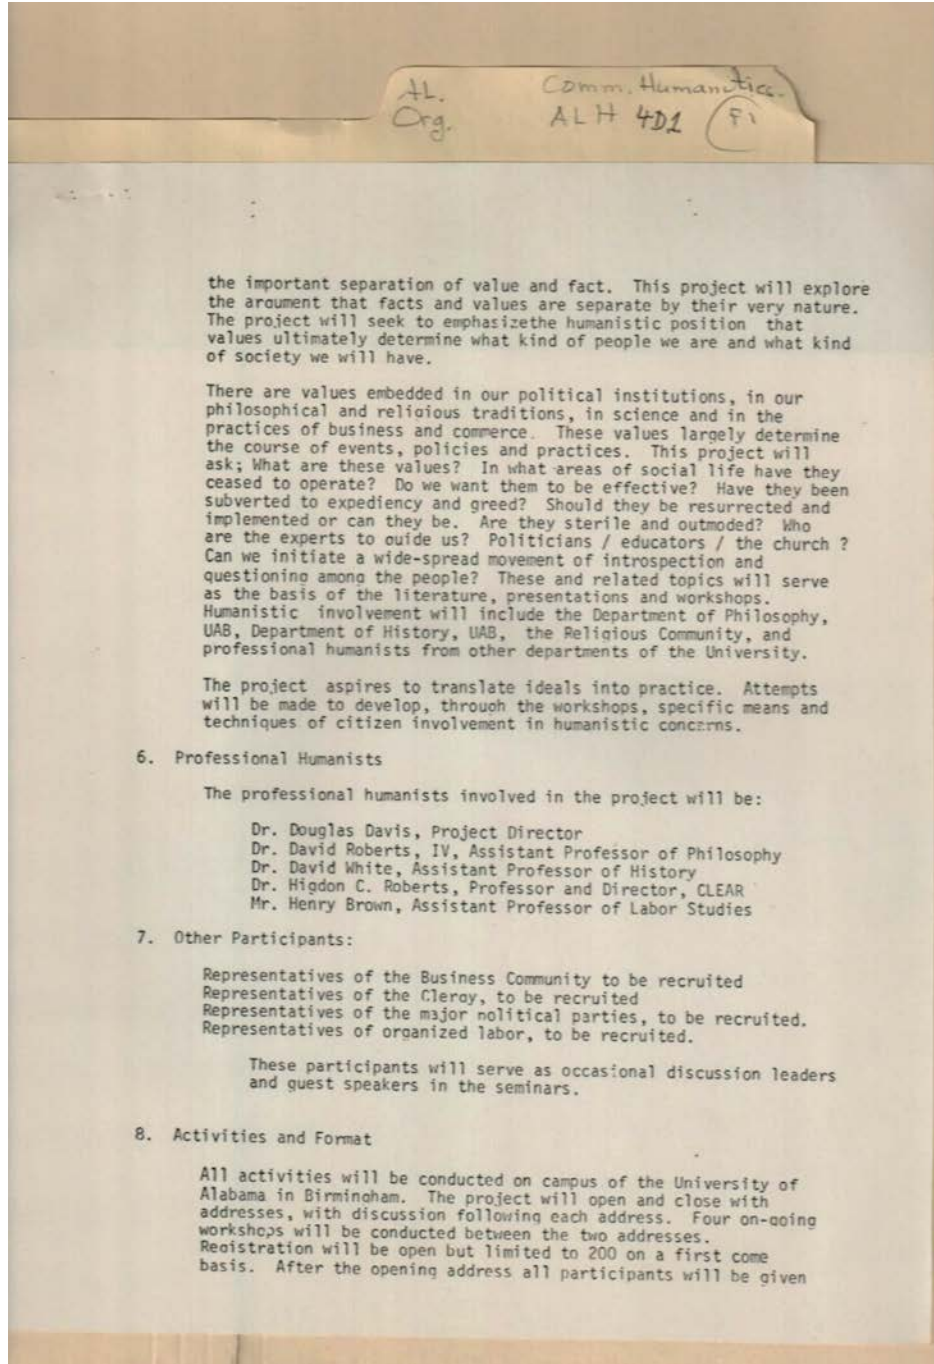 AL. Comm. Humanities.
Org. ALH 4D1 F1
the important separation of value and fact. This project will explore
the argument that facts and values are separate by their very nature.
The project will seek to emphasizethe humanistic position that
values ultimately determine what kind of people we are and what kind
of society we will have.
There are values embedded in our political institutions, in our
philosophical and religious traditions, in science and in the
practices of business and commerce. These values largely determine
the course of events, policies and practices. This project will
ask; What are these values? In what areas of social life have they
ceased to operate? Do we want them to be effective? Have they been
subverted to expediency and greed? Should they be resurrected and
implemented or can they be. Are they sterile and outmoded? Who
are the experts to guide us? Politicians / educators / the church ?
Can we initiate a wide-spread movement of introspection and
questioning among the people? These and related topics will serve
as the basis of the literature, presentations and workshops.
Humanistic involvement will include the Department of Philosophy,
UAB, Department of History, UAB, the Religious Community, and
professional humanists from other departments of the University.
The project aspires to translate ideals into practice. Attempts
will be made to develop, through the workshops, specific means and
techniques of citizen involvement in humanistic concerns.
6. Professional Humanists
The professional humanists involved in the project will be:
Dr. Douglas Davis, Project Director
Dr. David Roberts, IV, Assistant Professor of Philosophy
Dr. David White, Assistant Professor of History
Dr. Higdon C. Roberts, Professor and Director, CLEAR
Mr. Henry Brown, Assistant Professor of Labor Studies
7. Other Participants:
Representatives of the Business Community to be recruited
Representatives of the Clergy, to be recruited
Representatives of the major nolitical parties, to be recruited.
Representatives of organized labor, to be recruited.
These participants will serve as occasional discussion leaders
and guest speakers in the seminars.
8. Activities and Format
All activities will be conducted on campus of the University of
Alabama in Birmingham. The project will open and close with
addresses, with discussion following each address. Four on-going
workshops will be conducted between the two addresses.
Registration will be open but limited to 200 on a first come
basis. After the opening address all participants will be given